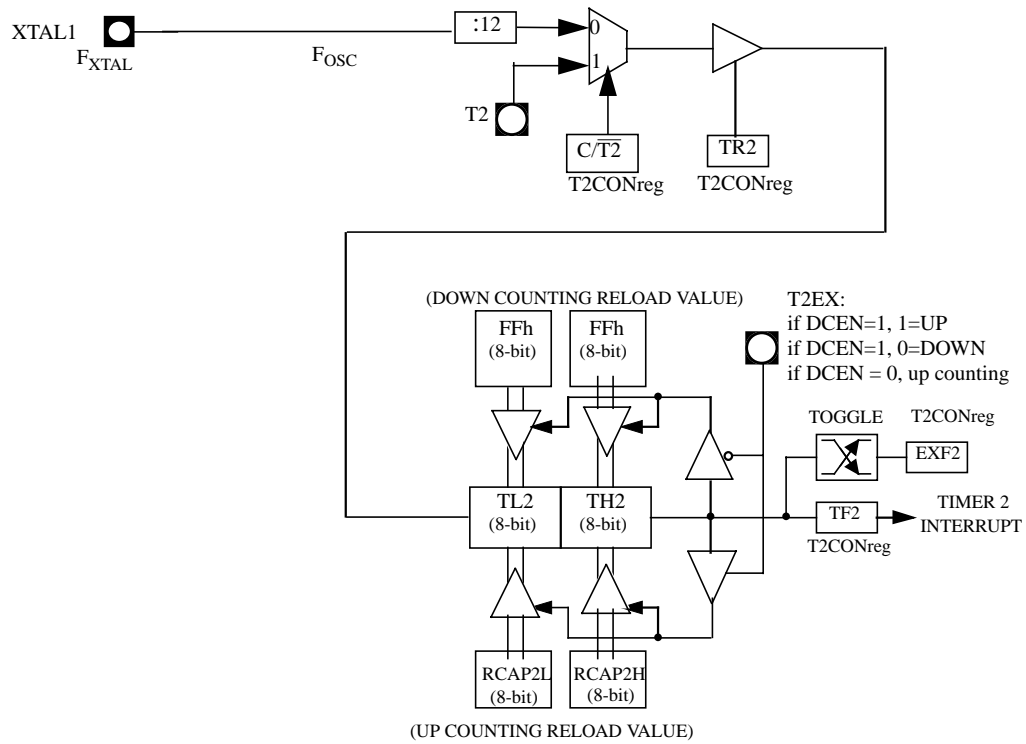 XTAL1
:12
0
F_XTAL
F_OSC
1
T2
C/T2̅
TR2
T2CONreg
T2CONreg
(DOWN COUNTING RELOAD VALUE)
T2EX:
if DCEN=1, 1=UP
if DCEN=1, 0=DOWN
if DCEN = 0, up counting
FFh
(8-bit)
FFh
(8-bit)
TOGGLE
T2CONreg
EXF2
TL2
(8-bit)
TH2
(8-bit)
TF2
T2CONreg
TIMER 2
INTERRUPT
RCAP2L
(8-bit)
RCAP2H
(8-bit)
(UP COUNTING RELOAD VALUE)